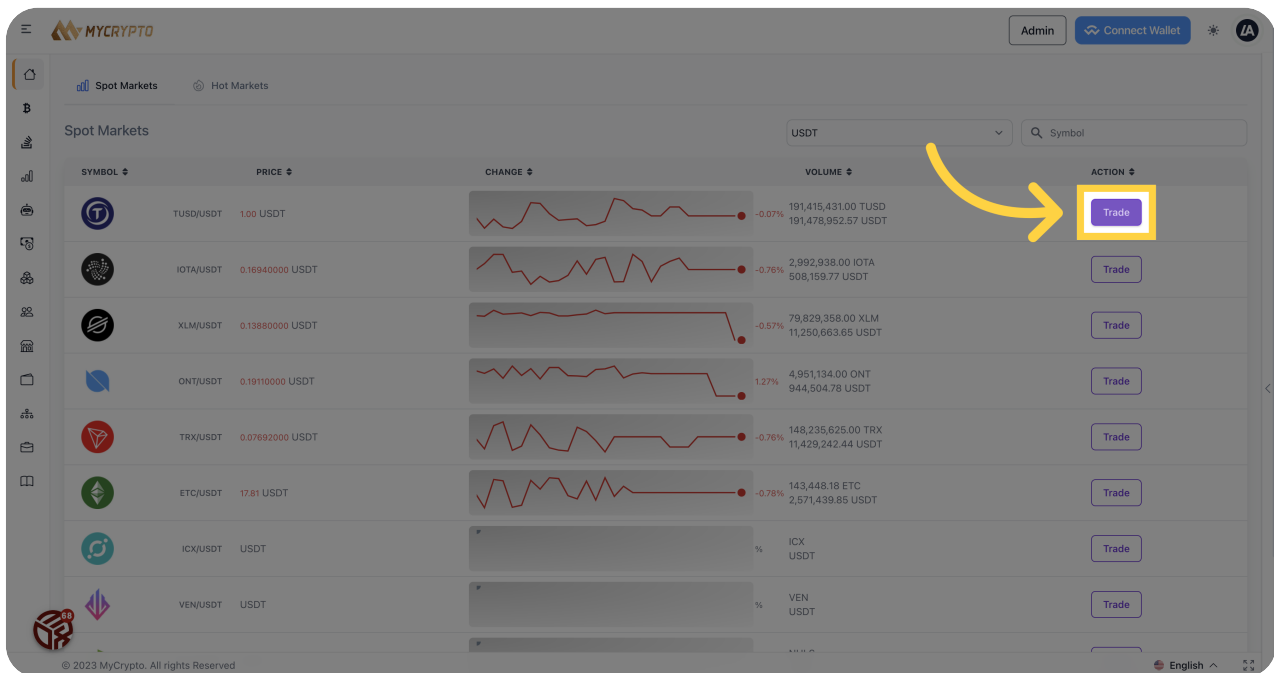 MYCRYPTO
Admin
Connect Wallet
Spot Markets
Hot Markets
Spot Markets
USDT
Symbol
SYMBOL PRICE CHANGE VOLUME ACTION
TUSD/USDT 1.00 USDT -0.07% 191,415,431.00 TUSD
191,478,952.57 USDT
Trade
IOTA/USDT 0.16940000 USDT -0.76% 2,992,938.00 IOTA
508,159.77 USDT
Trade
XLM/USDT 0.13880000 USDT -0.57% 79,829,358.00 XLM
11,250,663.65 USDT
Trade
ONT/USDT 0.19110000 USDT 1.27% 4,951,134.00 ONT
944,504.78 USDT
Trade
TRX/USDT 0.07692000 USDT -0.76% 148,235,625.00 TRX
11,429,242.44 USDT
Trade
ETC/USDT 17.81 USDT -0.78% 143,448.18 ETC
2,571,439.85 USDT
Trade
ICX/USDT USDT % ICX
USDT
Trade
VEN/USDT USDT % VEN
USDT
Trade
68
© 2023 MyCrypto. All rights Reserved
English